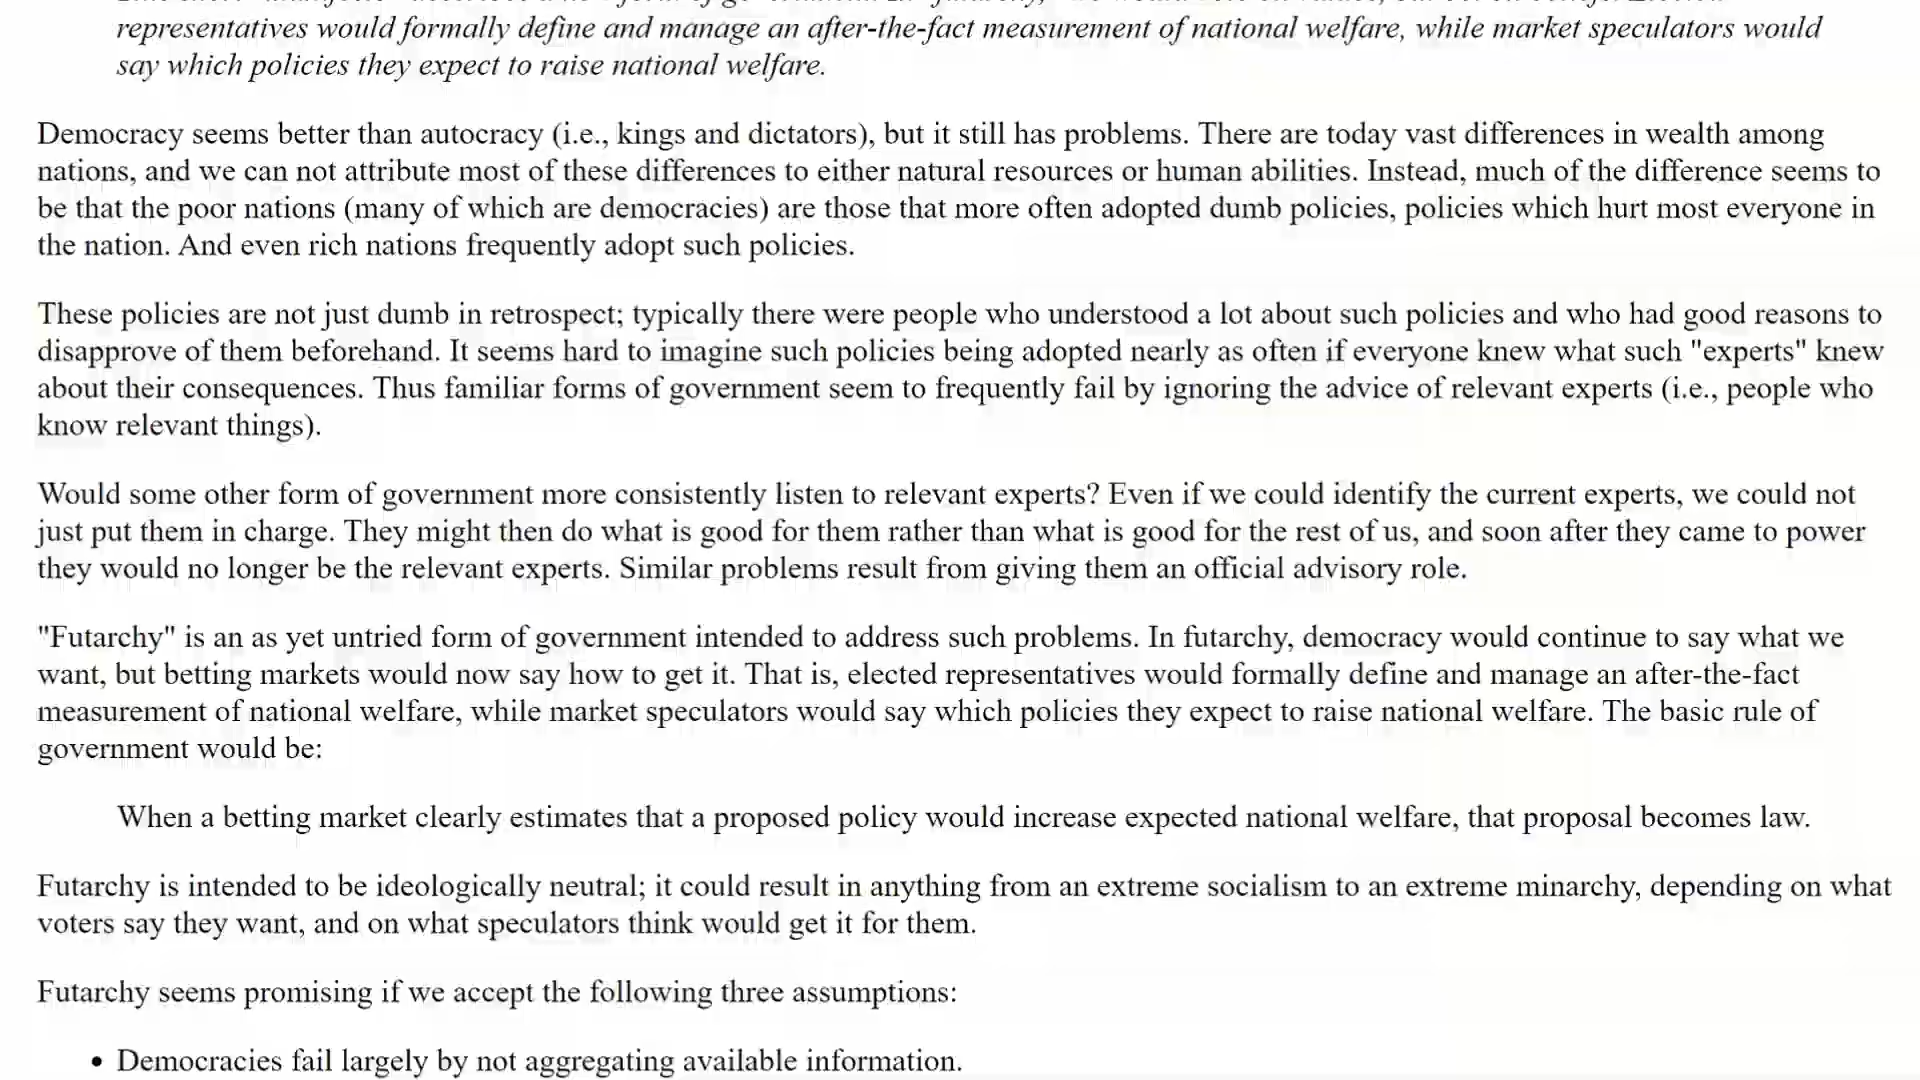 representatives would formally define and manage an after-the-fact measurement of national welfare, while market speculators would
say which policies they expect to raise national welfare.
Democracy seems better than autocracy (i.e., kings and dictators), but it still has problems. There are today vast differences in wealth among
nations, and we can not attribute most of these differences to either natural resources or human abilities. Instead, much of the difference seems to
be that the poor nations (many of which are democracies) are those that more often adopted dumb policies, policies which hurt most everyone in
the nation. And even rich nations frequently adopt such policies.
These policies are not just dumb in retrospect; typically there were people who understood a lot about such policies and who had good reasons to
disapprove of them beforehand. It seems hard to imagine such policies being adopted nearly as often if everyone knew what such "experts" knew
about their consequences. Thus familiar forms of government seem to frequently fail by ignoring the advice of relevant experts (i.e., people who
know relevant things).
Would some other form of government more consistently listen to relevant experts? Even if we could identify the current experts, we could not
just put them in charge. They might then do what is good for them rather than what is good for the rest of us, and soon after they came to power
they would no longer be the relevant experts. Similar problems result from giving them an official advisory role.
"Futarchy" is an as yet untried form of government intended to address such problems. In futarchy, democracy would continue to say what we
want, but betting markets would now say how to get it. That is, elected representatives would formally define and manage an after-the-fact
measurement of national welfare, while market speculators would say which policies they expect to raise national welfare. The basic rule of
government would be:
When a betting market clearly estimates that a proposed policy would increase expected national welfare, that proposal becomes law.
Futarchy is intended to be ideologically neutral; it could result in anything from an extreme socialism to an extreme minarchy, depending on what
voters say they want, and on what speculators think would get it for them.
Futarchy seems promising if we accept the following three assumptions:
• Democracies fail largely by not aggregating available information.